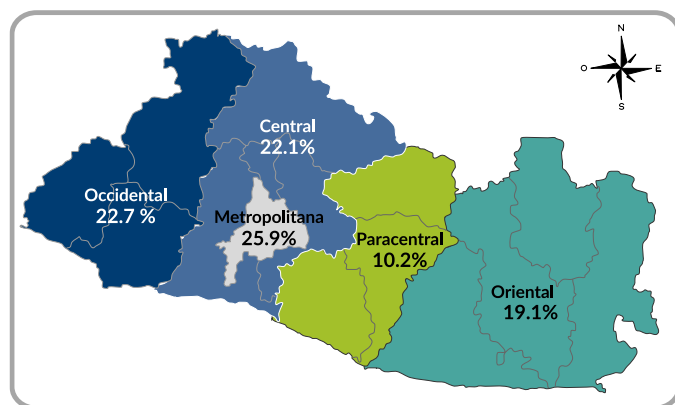 N
O
E
S
Central
22.1%
Occidental
22.7 %
Metropolitana
25.9%
Paracentral
10.2%
Oriental
19.1%